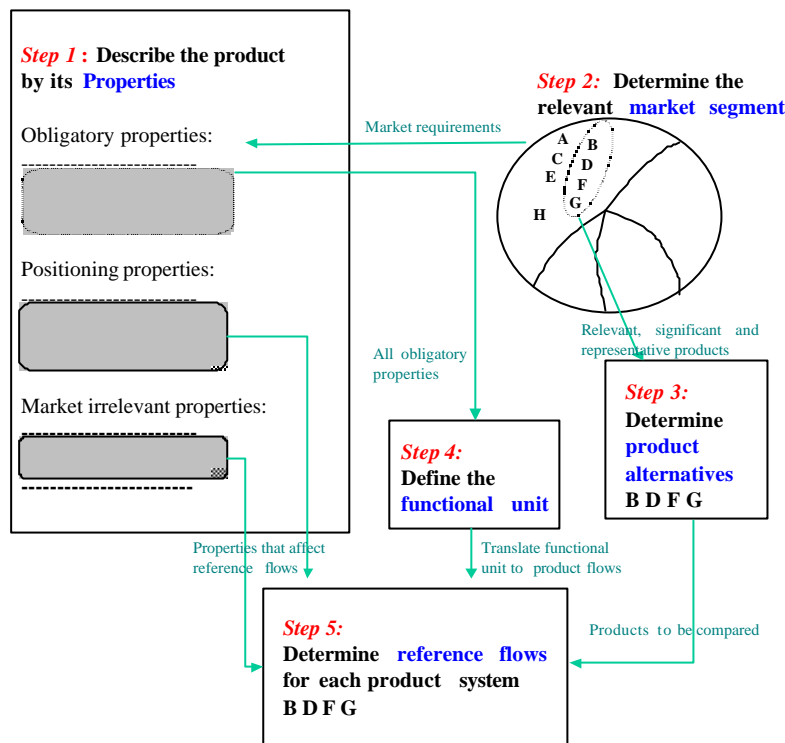 Step 1 : Describe the product
by its Properties
Obligatory properties:
Positioning properties:
Market irrelevant properties:
Market requirements
Step 2: Determine the
relevant market segment
A
B
C
D
E
F
G
H
Relevant, significant and
representative products
All obligatory
properties
Step 3:
Determine
product
alternatives
B D F G
Step 4:
Define the
functional unit
Properties that affect
reference flows
Translate functional
unit to product flows
Products to be compared
Step 5:
Determine reference flows
for each product system
B D F G